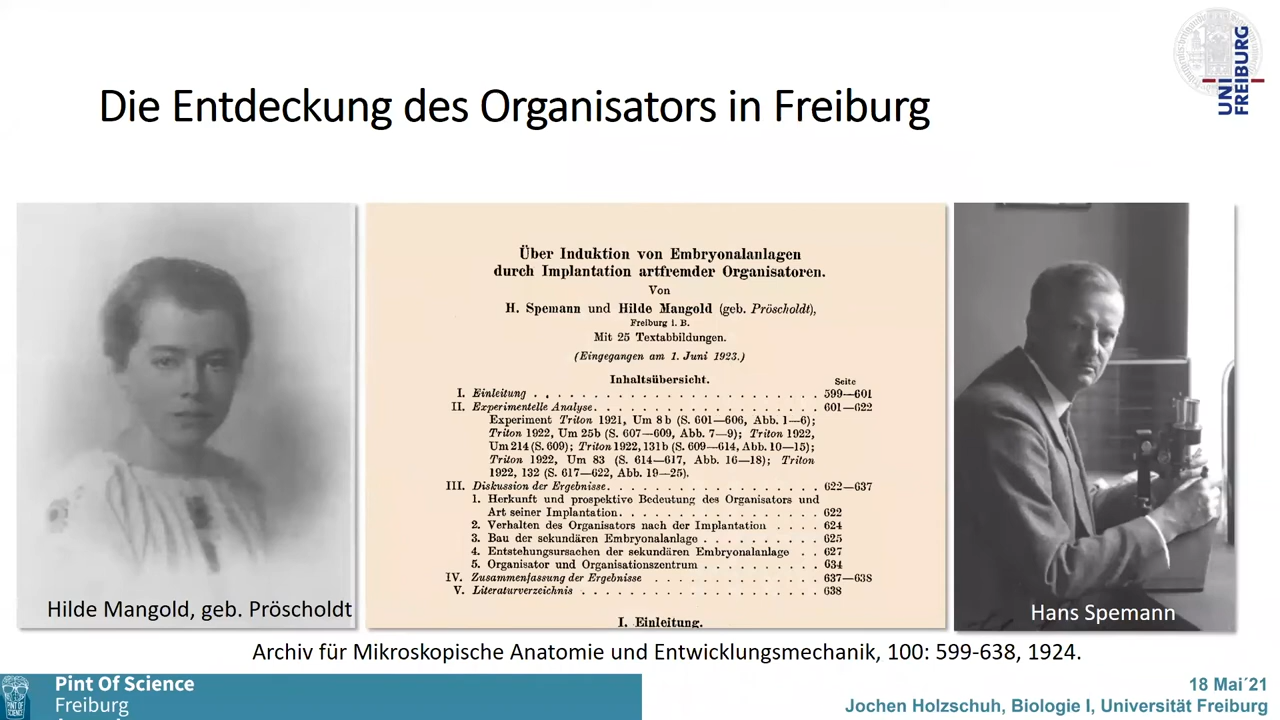 UNI
FREIBURG
Die Entdeckung des Organisators in Freiburg
Über Induktion von Embryonalanlagen
durch Implantation artfremder Organisatoren.
Von
H. Spemann und Hilde Mangold (geb. Pröscholdt),
Freiburg i. B.
Mit 25 Textabbildungen.
(Eingegangen am 1. Juni 1923.)
Inhaltsübersicht.
Seite
I. Einleitung . . . . . . . . . . . . . . . . . . . . . . 599—601
II. Experimentelle Analyse. . . . . . . . . . . . . . . . . . 601—622
Experiment Triton 1921, Um 8b (S. 601—606, Abb. 1—6);
Triton 1922, Um 25b (S. 607—609, Abb. 7—9); Triton 1922,
Um 214 (S. 609); Triton 1922, 131b (S. 609—614, Abb. 10—15);
Triton 1922, Um 83 (S. 614—617, Abb. 16—18); Triton
1922, 132 (S. 617—622, Abb. 19—25).
III. Diskussion der Ergebnisse. . . . . . . . . . . . . . . . . 622—637
1. Herkunft und prospektive Bedeutung des Organisators und
Art seiner Implantation. . . . . . . . . . . . . . . . 622
2. Verhalten des Organisators nach der Implantation . . . . 624
3. Bau der sekundären Embryonalanlage . . . . . . . . . 625
4. Entstehungsursachen der sekundären Embryonalanlage . . 627
5. Organisator und Organisationszentrum . . . . . . . . . 634
IV. Zusammenfassung der Ergebnisse . . . . . . . . . . . . . 637—638
V. Literaturverzeichnis . . . . . . . . . . . . . . . . . . 638
I. Einleitung.
Hilde Mangold, geb. Pröscholdt
Hans Spemann
Archiv für Mikroskopische Anatomie und Entwicklungsmechanik, 100: 599-638, 1924.
Pint Of Science
Freiburg
18 Mai´21
Jochen Holzschuh, Biologie I, Universität Freiburg